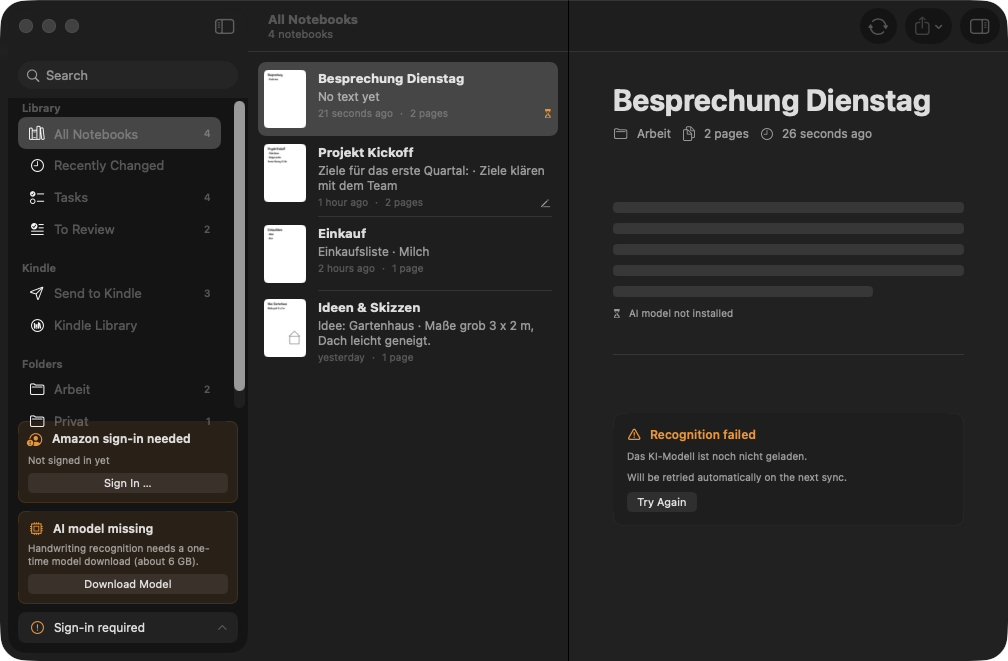 All Notebooks
4 notebooks
Search
Library
All Notebooks 4
Recently Changed
Tasks 4
To Review 2
Kindle
Send to Kindle 3
Kindle Library
Folders
Arbeit 2
Privat 1
Amazon sign-in needed
Not signed in yet
Sign In ...
AI model missing
Handwriting recognition needs a one-
time model download (about 6 GB).
Download Model
Sign-in required
Besprechung Dienstag
No text yet
21 seconds ago · 2 pages
Projekt Kickoff
Ziele für das erste Quartal: · Ziele klären
mit dem Team
1 hour ago · 2 pages
Einkauf
Einkaufsliste · Milch
2 hours ago · 1 page
Ideen & Skizzen
Idee: Gartenhaus · Maße grob 3 x 2 m,
Dach leicht geneigt.
yesterday · 1 page
Besprechung Dienstag
Arbeit 2 pages 26 seconds ago
AI model not installed
Recognition failed
Das KI-Modell ist noch nicht geladen.
Will be retried automatically on the next sync.
Try Again